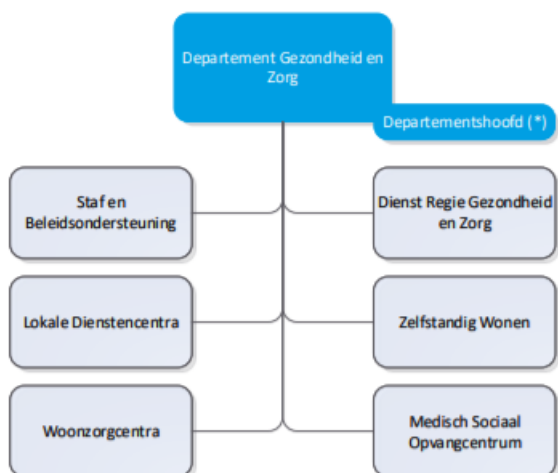 Departement Gezondheid en
Zorg
Departementshoofd (*)
Staf en
Beleidsondersteuning
Dienst Regie Gezondheid
en Zorg
Lokale Dienstencentra
Zelfstandig Wonen
Woonzorgcentra
Medisch Sociaal
Opvangcentrum